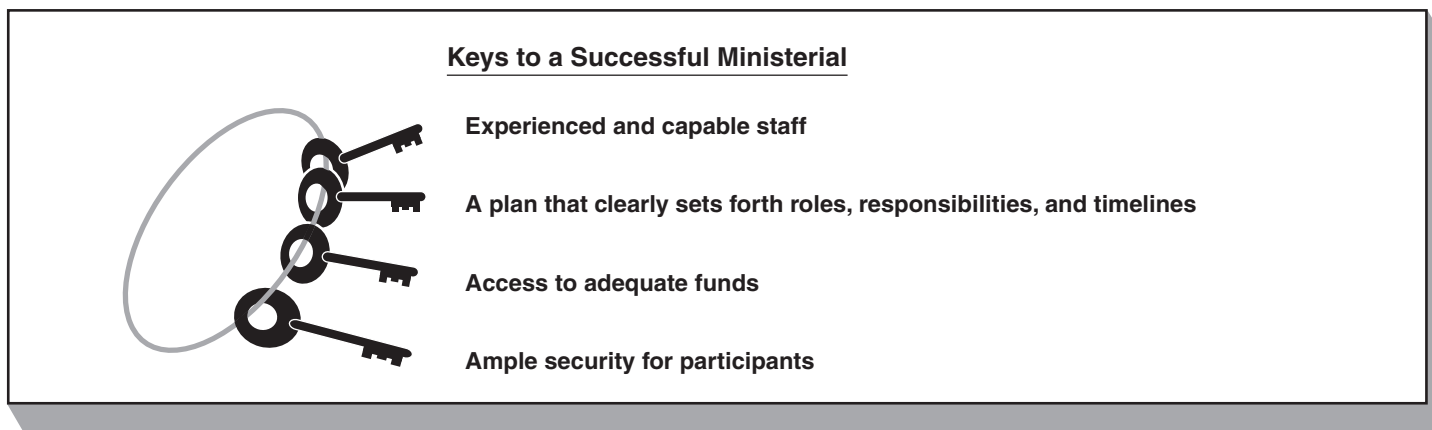 Keys to a Successful Ministerial
Experienced and capable staff
A plan that clearly sets forth roles, responsibilities, and timelines
Access to adequate funds
Ample security for participants